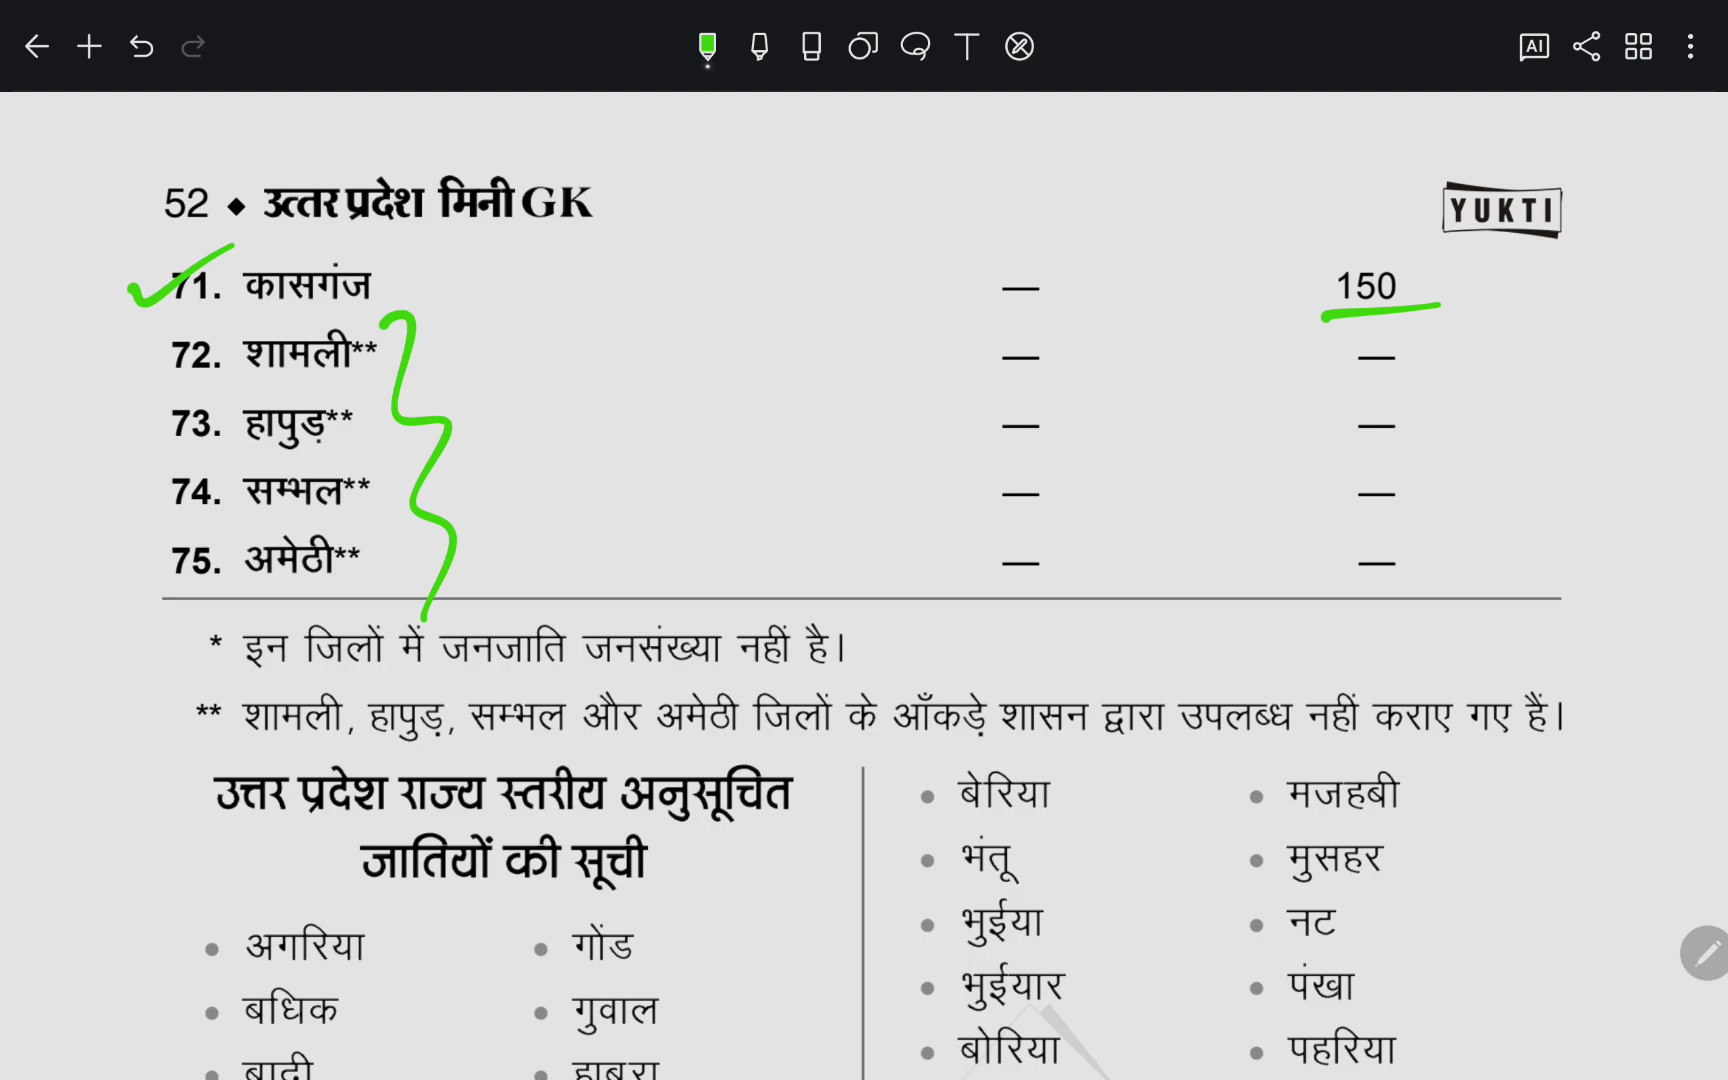 AI
52 ◆ उत्तर प्रदेश मिनी GK
YUKTI
71. कासगंज — 150
72. शामली** — —
73. हापुड़** — —
74. सम्भल** — —
75. अमेठी** — —
* इन जिलों में जनजाति जनसंख्या नहीं है।
** शामली, हापुड़, सम्भल और अमेठी जिलों के आँकड़े शासन द्वारा उपलब्ध नहीं कराए गए हैं।
उत्तर प्रदेश राज्य स्तरीय अनुसूचित
जातियों की सूची
• अगरिया • गोंड
• बधिक • गुवाल
• बादी • हाबूरा
• बेरिया • मजहबी
• भंतू • मुसहर
• भुईया • नट
• भुईयार • पंखा
• बोरिया • पहरिया